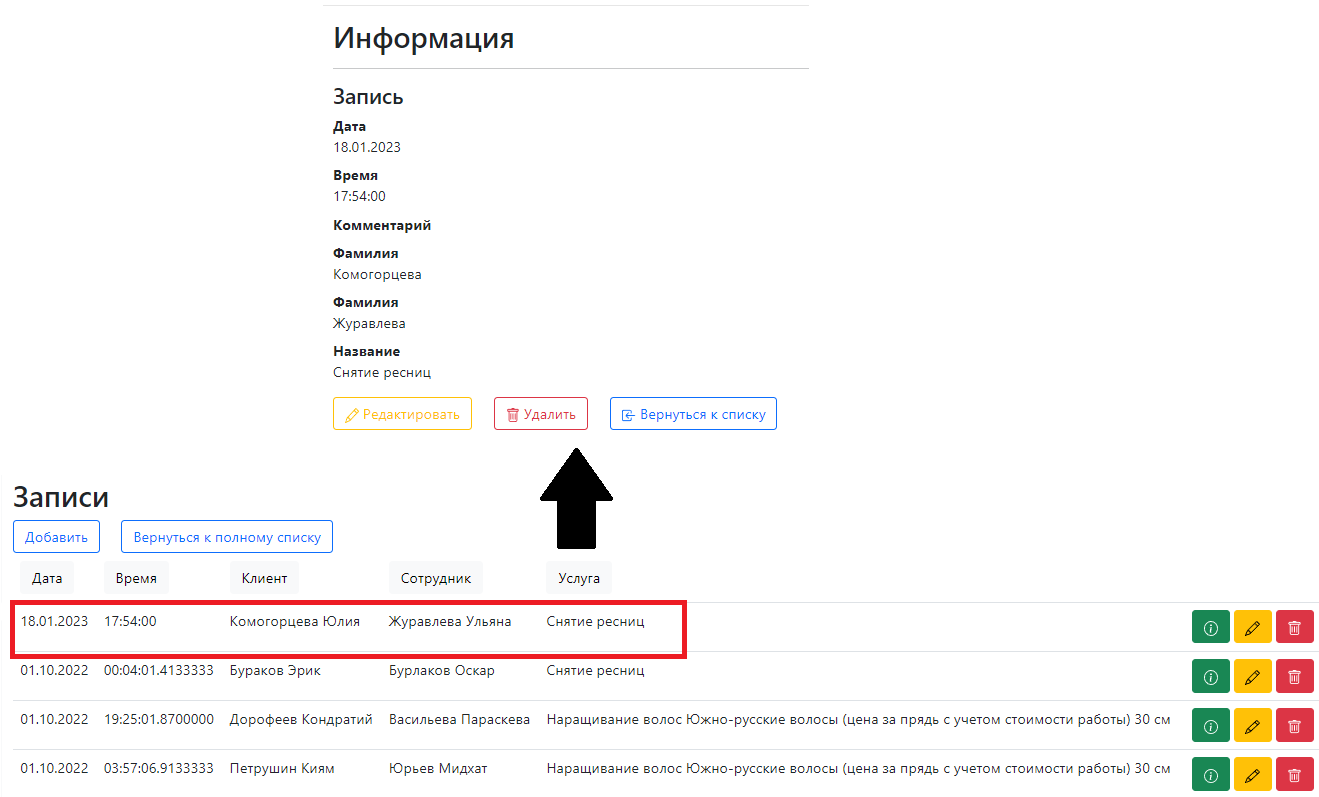 Информация
Запись
Дата
18.01.2023
Время
17:54:00
Комментарий
Фамилия
Комогорцева
Фамилия
Журавлева
Название
Снятие ресниц
Редактировать Удалить Вернуться к списку
Записи
Добавить Вернуться к полному списку
Дата Время Клиент Сотрудник Услуга
18.01.2023 17:54:00 Комогорцева Юлия Журавлева Ульяна Снятие ресниц
01.10.2022 00:04:01.4133333 Бураков Эрик Бурлаков Оскар Снятие ресниц
01.10.2022 19:25:01.8700000 Дорофеев Кондратий Васильева Параскева Наращивание волос Южно-русские волосы (цена за прядь с учетом стоимости работы) 30 см
01.10.2022 03:57:06.9133333 Петрушин Киям Юрьев Мидхат Наращивание волос Южно-русские волосы (цена за прядь с учетом стоимости работы) 30 см